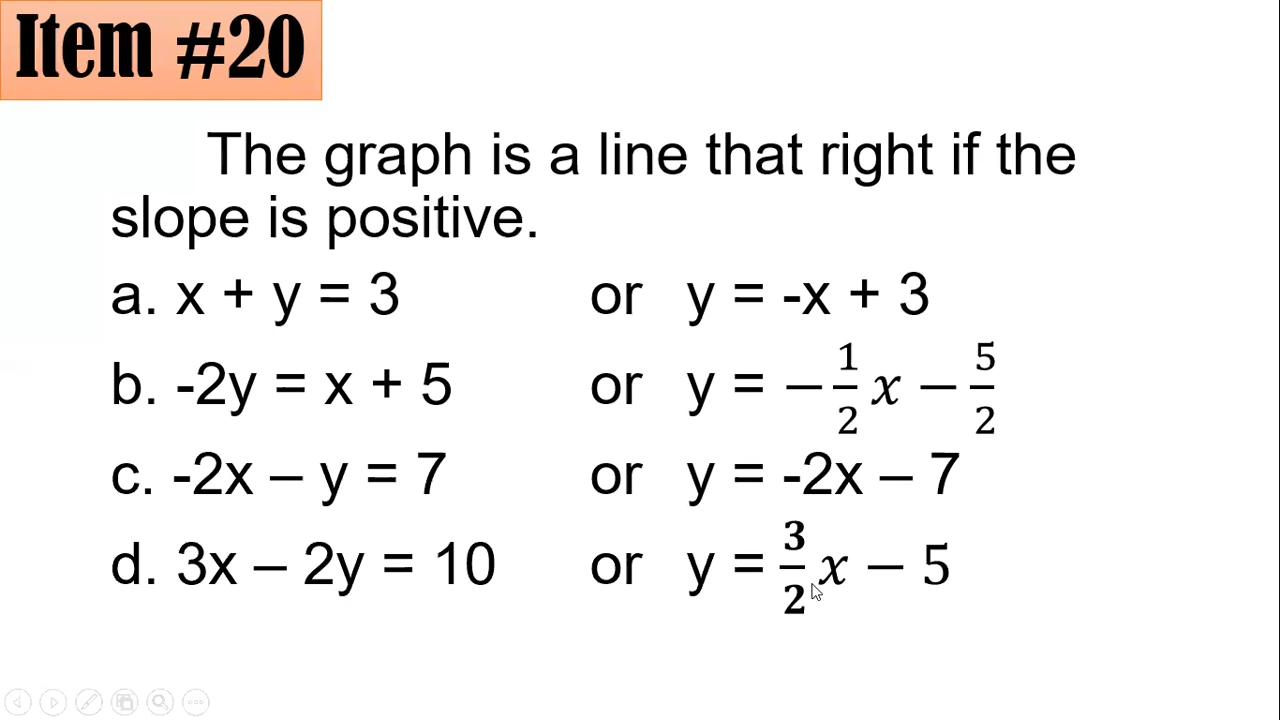 Item #20
The graph is a line that right if the
slope is positive.
a. x + y = 3 or y = -x + 3
b. -2y = x + 5 or y = −1/2 x − 5/2
c. -2x – y = 7 or y = -2x – 7
d. 3x – 2y = 10 or y = 3/2 x − 5